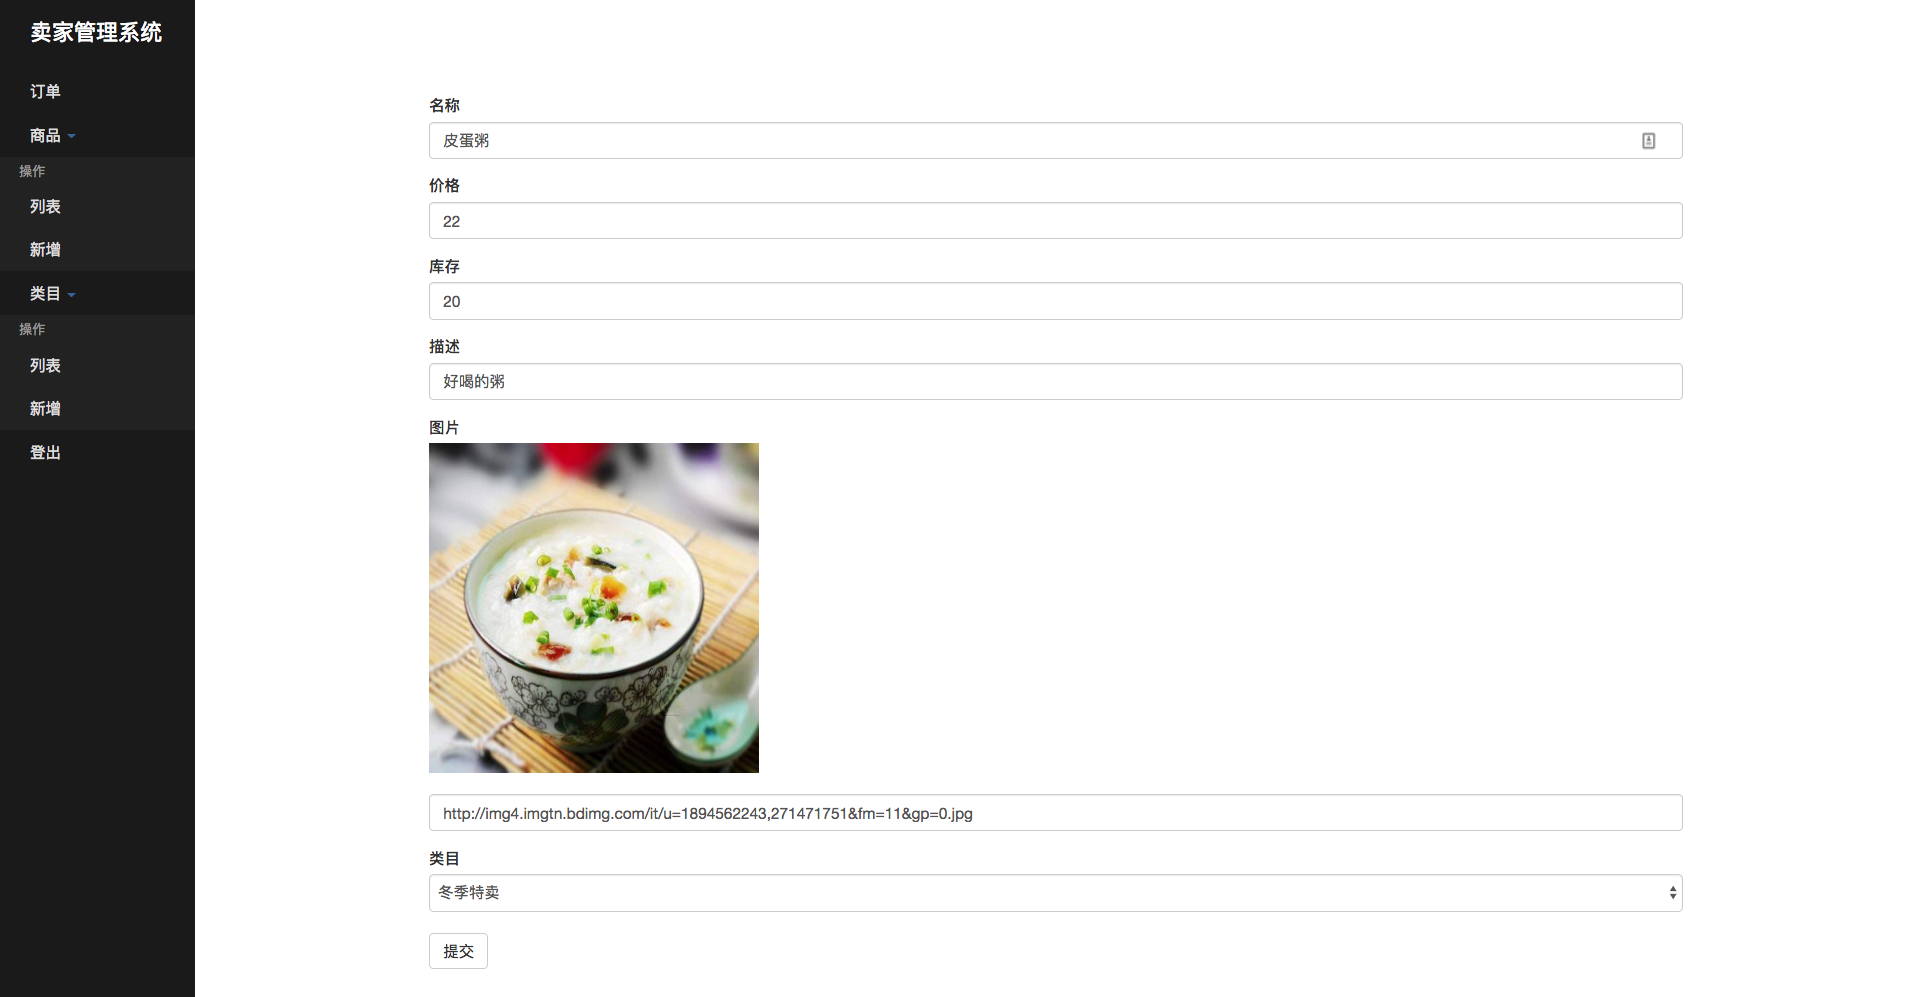 卖家管理系统
订单
商品
操作
列表
新增
类目
操作
列表
新增
登出
名称
皮蛋粥
价格
22
库存
20
描述
好喝的粥
图片
http://img4.imgtn.bdimg.com/it/u=1894562243,271471751&fm=11&gp=0.jpg
类目
冬季特卖
提交